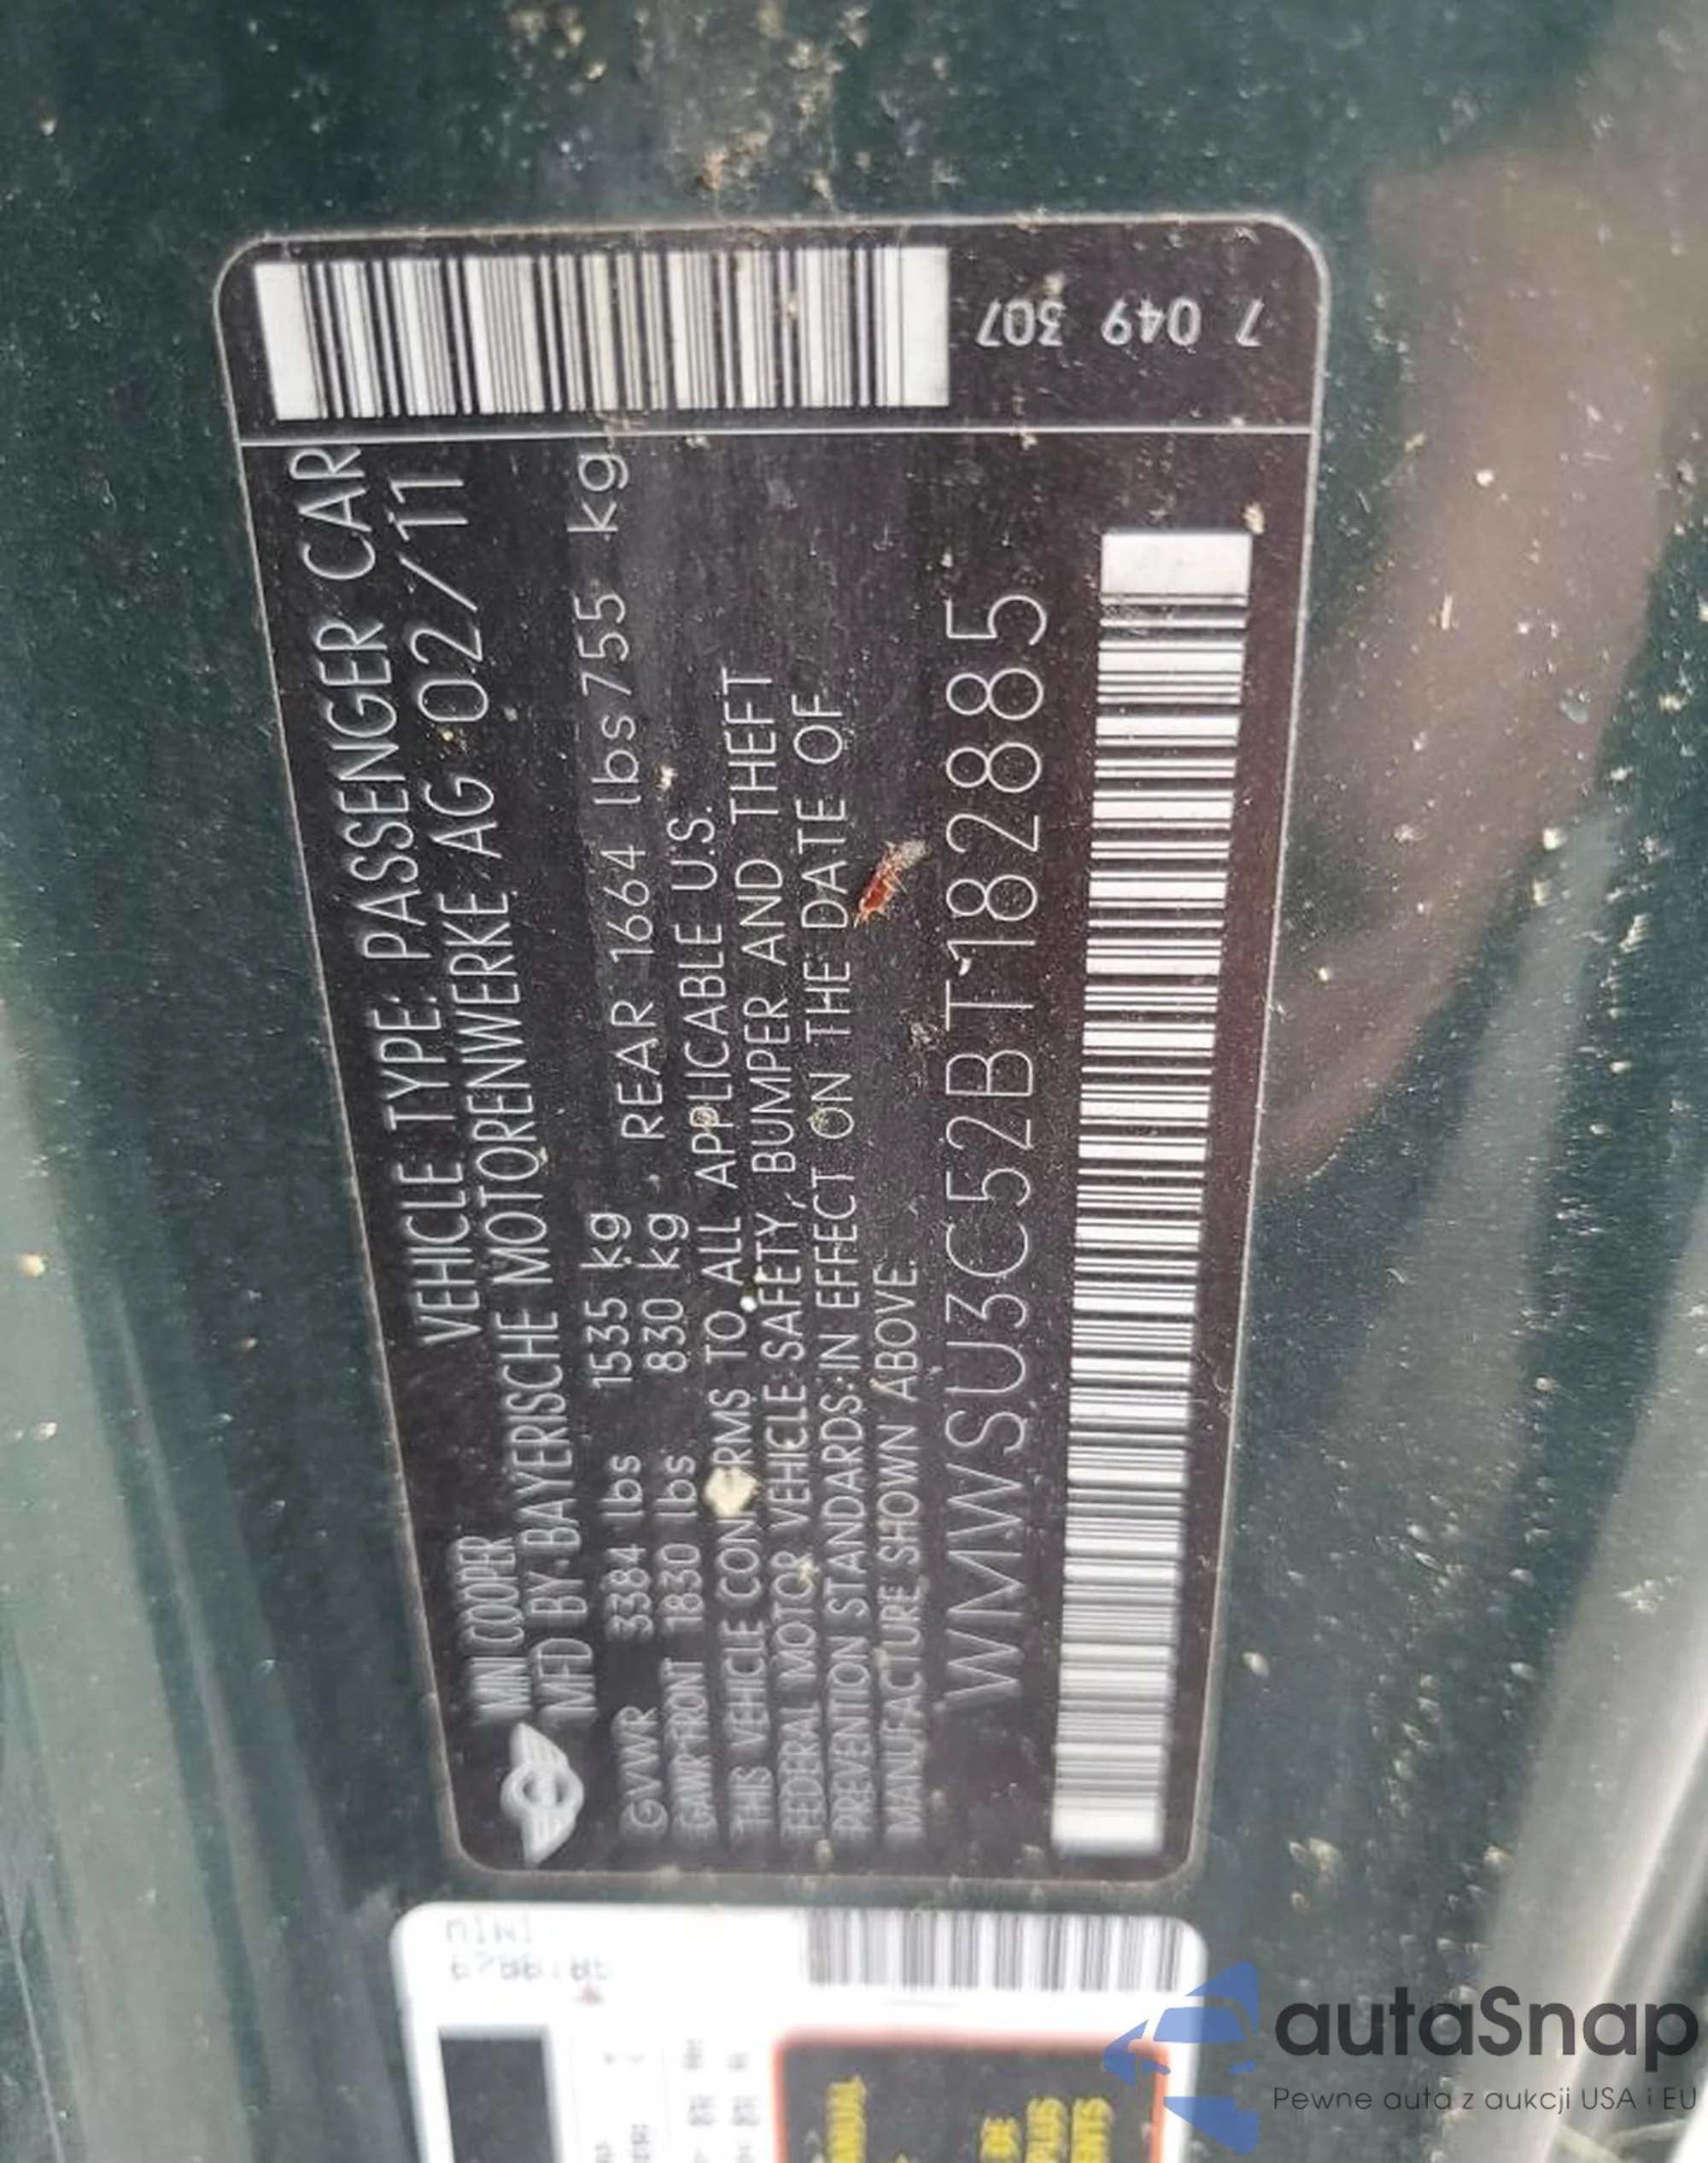 MINI COOPER VEHICLE TYPE: PASSENGER CAR
MFD BY BAYERISCHE MOTORENWERKE AG 02/11
GVWR 3384 lbs 1535 kg
GAWR FRONT 1830 lbs 830 kg REAR 1664 lbs 755 kg
THIS VEHICLE CON RMS TO ALL APPLICABLE U.S.
FEDERAL MOTOR VEHICLE SAFETY, BUMPER AND THEFT
PREVENTION STANDARDS: IN EFFECT ON THE DATE OF
MANUFACTURE SHOWN ABOVE.
WMWSU3C52BT182885
7 049 307
autaSnap
Pewne auta z aukcji USA i EU